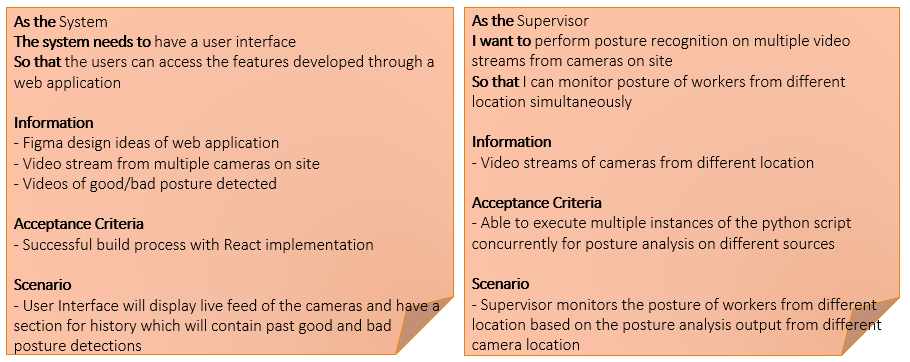 As the System
The system needs to have a user interface
So that the users can access the features developed through a
web application
Information
- Figma design ideas of web application
- Video stream from multiple cameras on site
- Videos of good/bad posture detected
Acceptance Criteria
- Successful build process with React implementation
Scenario
- User Interface will display live feed of the cameras and have a
section for history which will contain past good and bad
posture detections
As the Supervisor
I want to perform posture recognition on multiple video
streams from cameras on site
So that I can monitor posture of workers from different
location simultaneously
Information
- Video streams of cameras from different location
Acceptance Criteria
- Able to execute multiple instances of the python script
concurrently for posture analysis on different sources
Scenario
- Supervisor monitors the posture of workers from different
location based on the posture analysis output from different
camera location